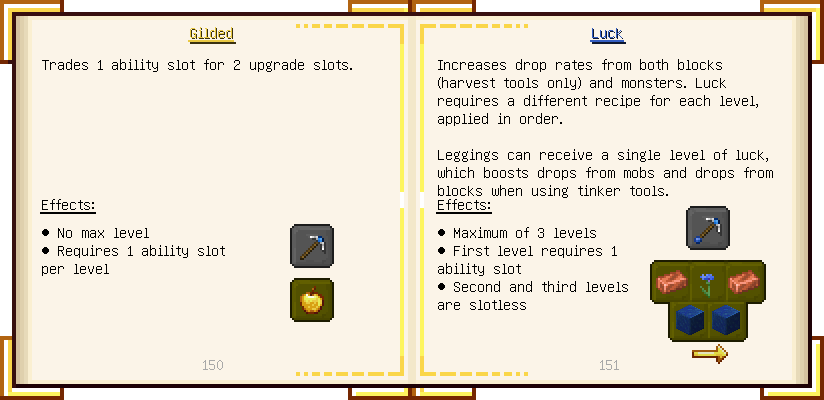 Gilded
Trades 1 ability slot for 2 upgrade slots.
Effects:
• No max level
• Requires 1 ability slot
per level
150
Luck
Increases drop rates from both blocks
(harvest tools only) and monsters. Luck
requires a different recipe for each level,
applied in order.
Leggings can receive a single level of luck,
which boosts drops from mobs and drops from
blocks when using tinker tools.
Effects:
• Maximum of 3 levels
• First level requires 1
ability slot
• Second and third levels
are slotless
151